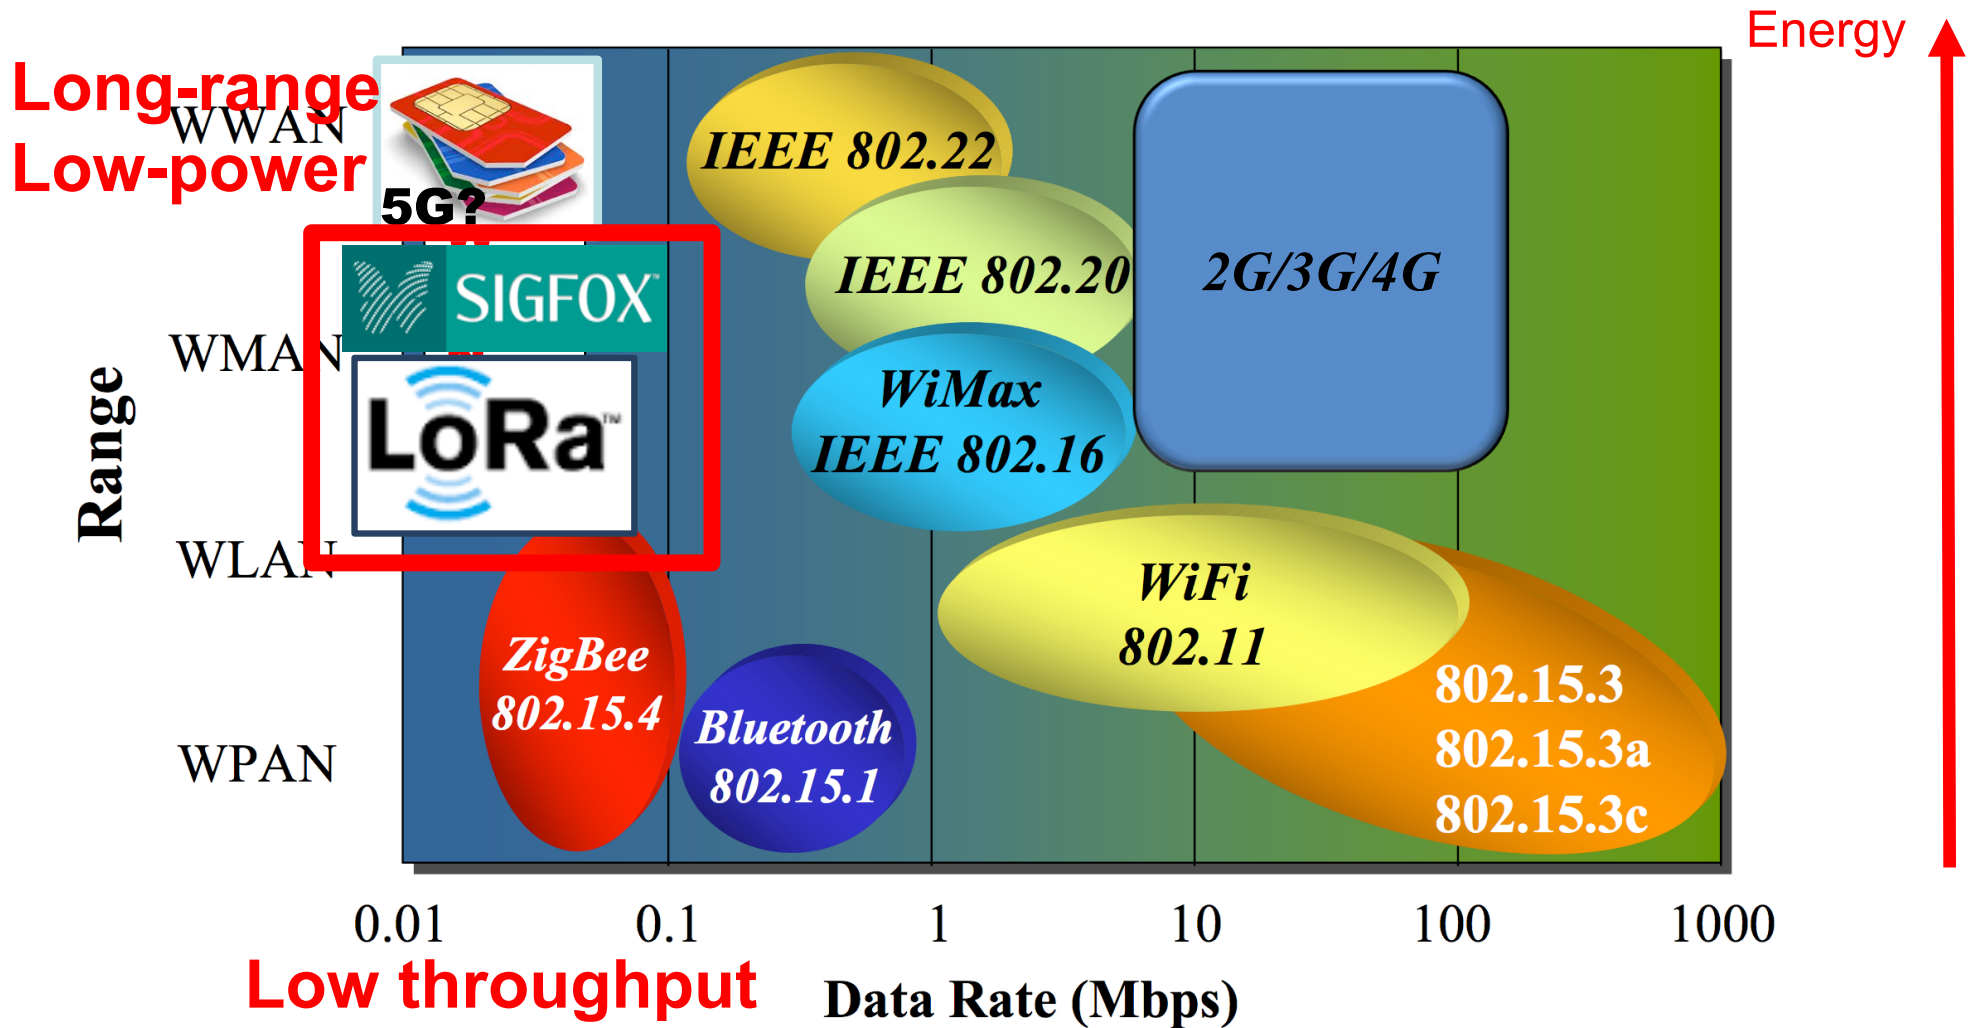 Energy
Long-range
WWAN
Low-power
5G?
IEEE 802.22
SIGFOX™
IEEE 802.20
2G/3G/4G
WMAN
LoRa™
WiMax
IEEE 802.16
Range
WLAN
WiFi
802.11
ZigBee
802.15.4
Bluetooth
802.15.1
802.15.3
802.15.3a
802.15.3c
WPAN
0.01 0.1 1 10 100 1000
Low throughput
Data Rate (Mbps)